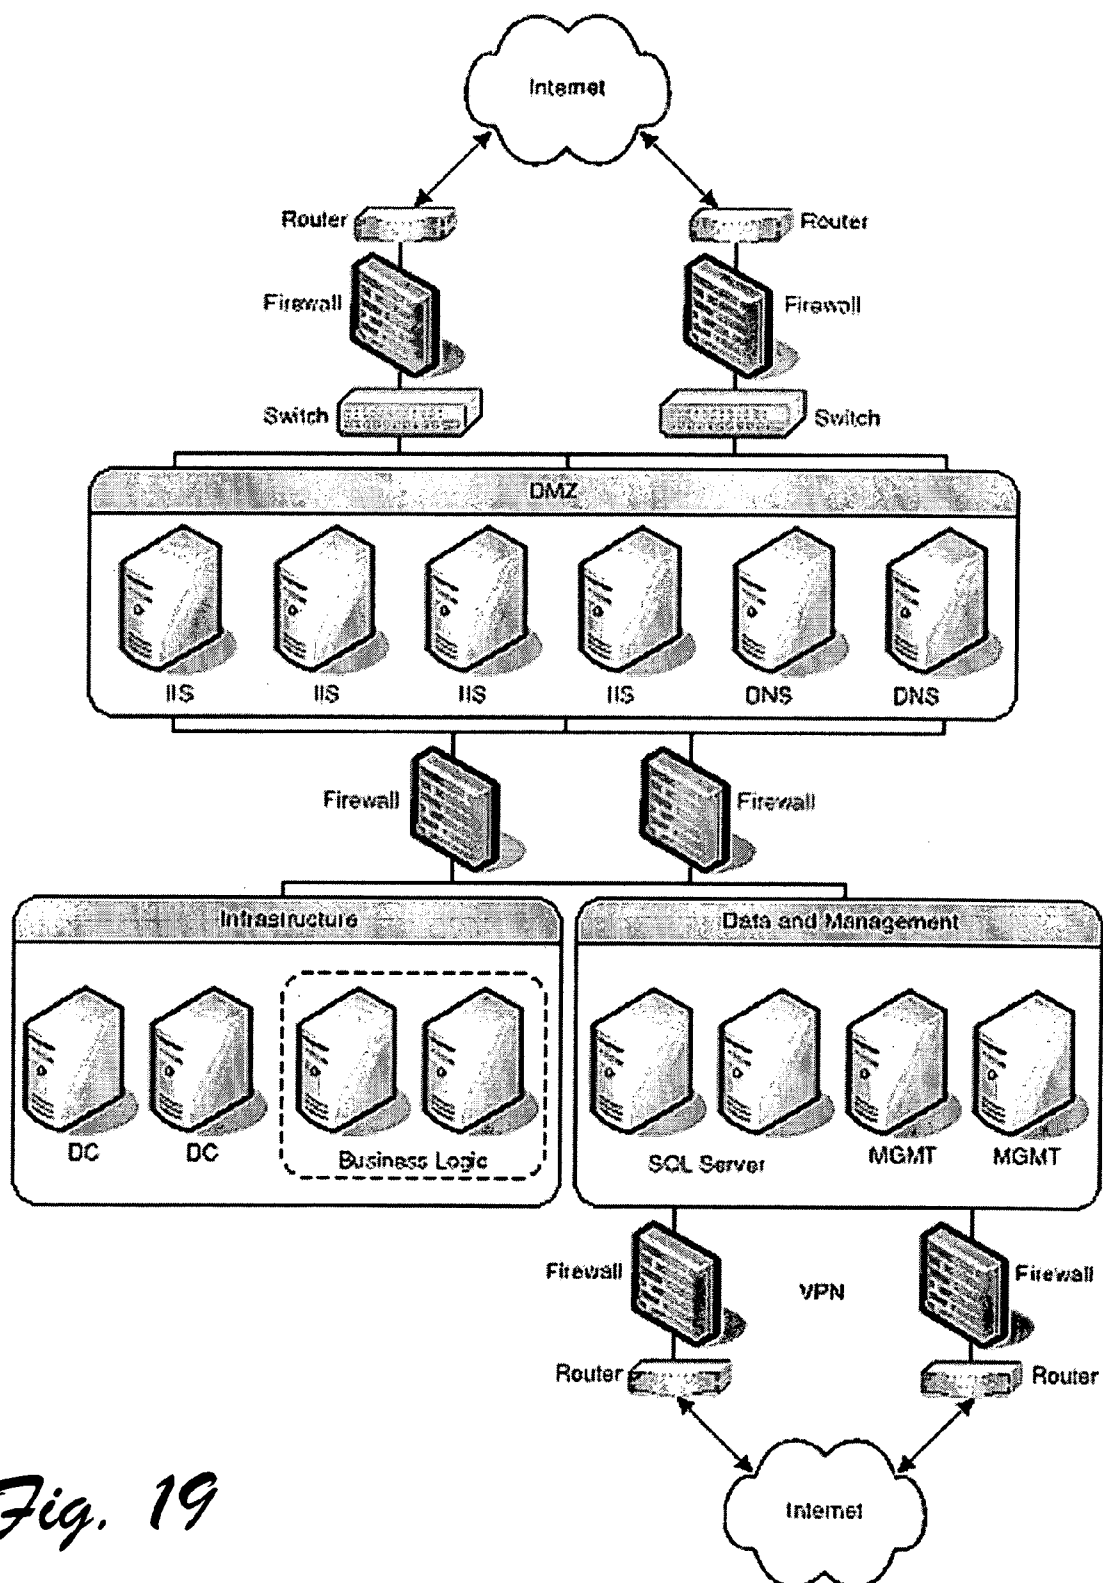 Internet
Router
Router
Firewall
Firewall
Switch
Switch
DMZ
IIS
IIS
IIS
IIS
DNS
DNS
Firewall
Firewall
Infrastructure
Data and Management
DC
DC
Business Logic
SQL Server
MGMT
MGMT
Firewall
VPN
Firewall
Router
Router
Internet
Fig. 19